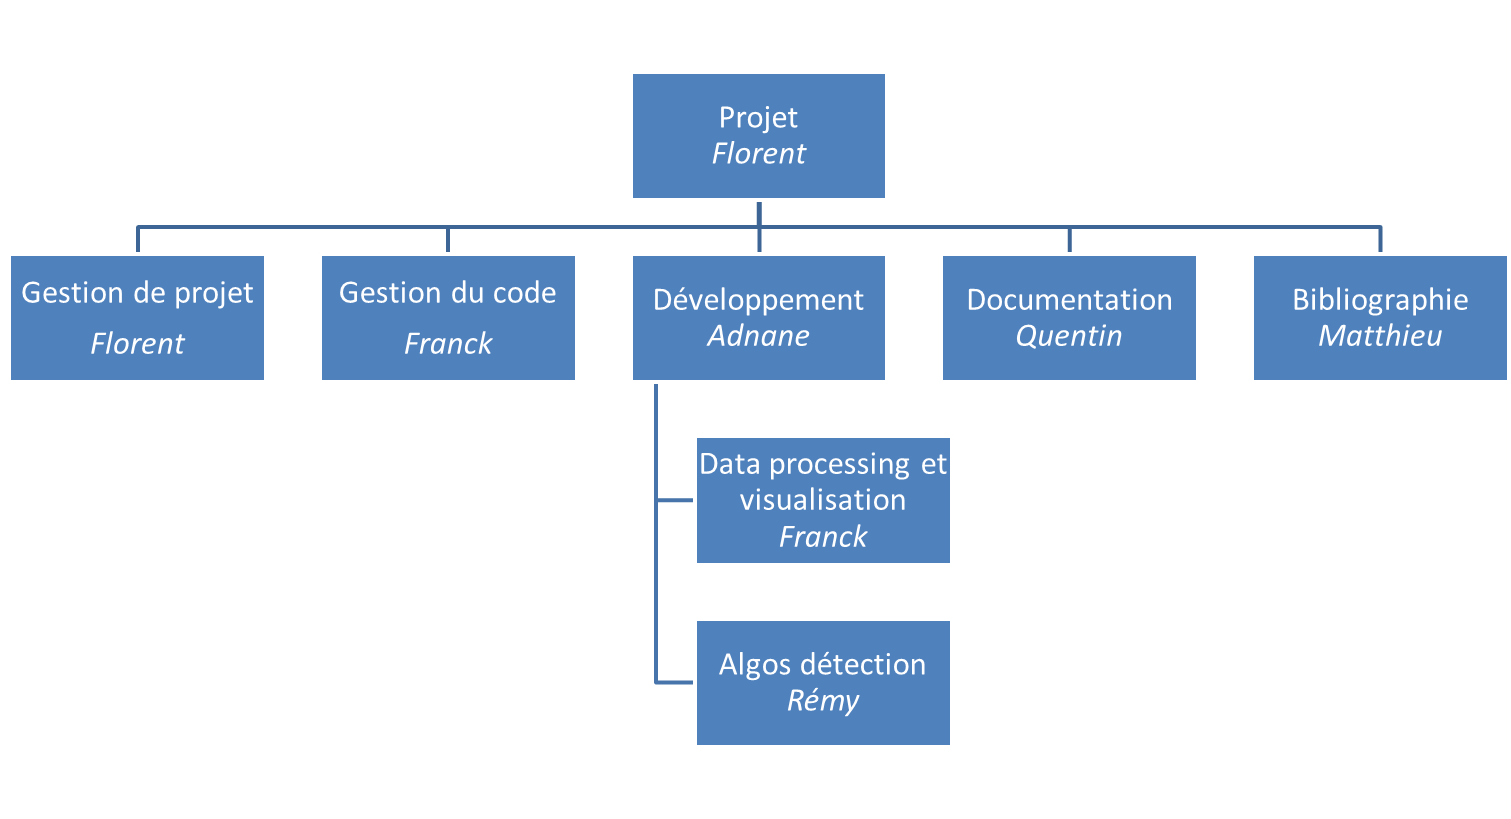 Projet
Florent
Gestion de projet
Florent
Gestion du code
Franck
Développement
Adnane
Documentation
Quentin
Bibliographie
Matthieu
Data processing et
visualisation
Franck
Algos détection
Rémy